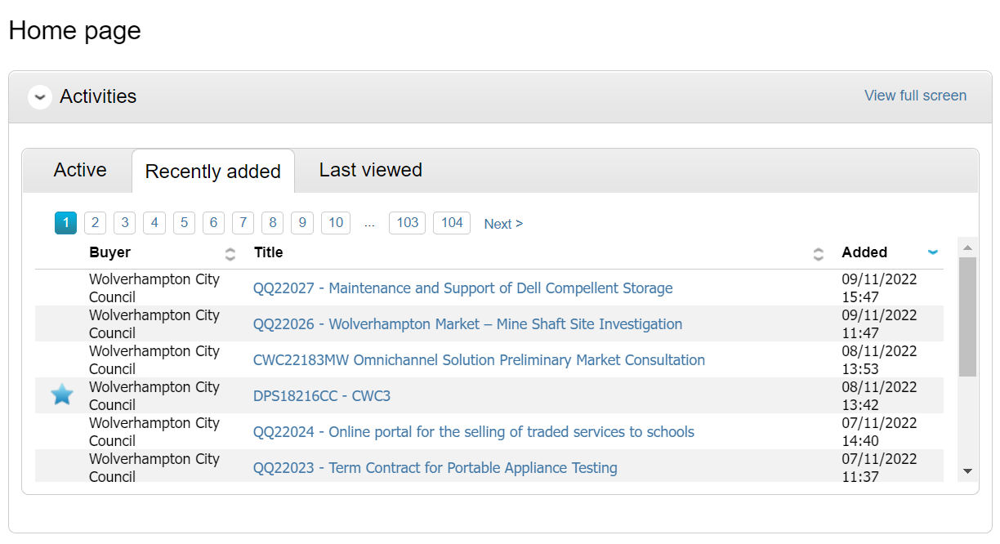 Home page
Activities
View full screen
Active
Recently added
Last viewed
1 2 3 4 5 6 7 8 9 10 ... 103 104 Next >
Buyer Title Added
Wolverhampton City
Council
QQ22027 - Maintenance and Support of Dell Compellent Storage
09/11/2022
15:47
Wolverhampton City
Council
QQ22026 - Wolverhampton Market – Mine Shaft Site Investigation
09/11/2022
11:47
Wolverhampton City
Council
CWC22183MW Omnichannel Solution Preliminary Market Consultation
08/11/2022
13:53
Wolverhampton City
Council
DPS18216CC - CWC3
08/11/2022
13:42
Wolverhampton City
Council
QQ22024 - Online portal for the selling of traded services to schools
07/11/2022
14:40
Wolverhampton City
Council
QQ22023 - Term Contract for Portable Appliance Testing
07/11/2022
11:37